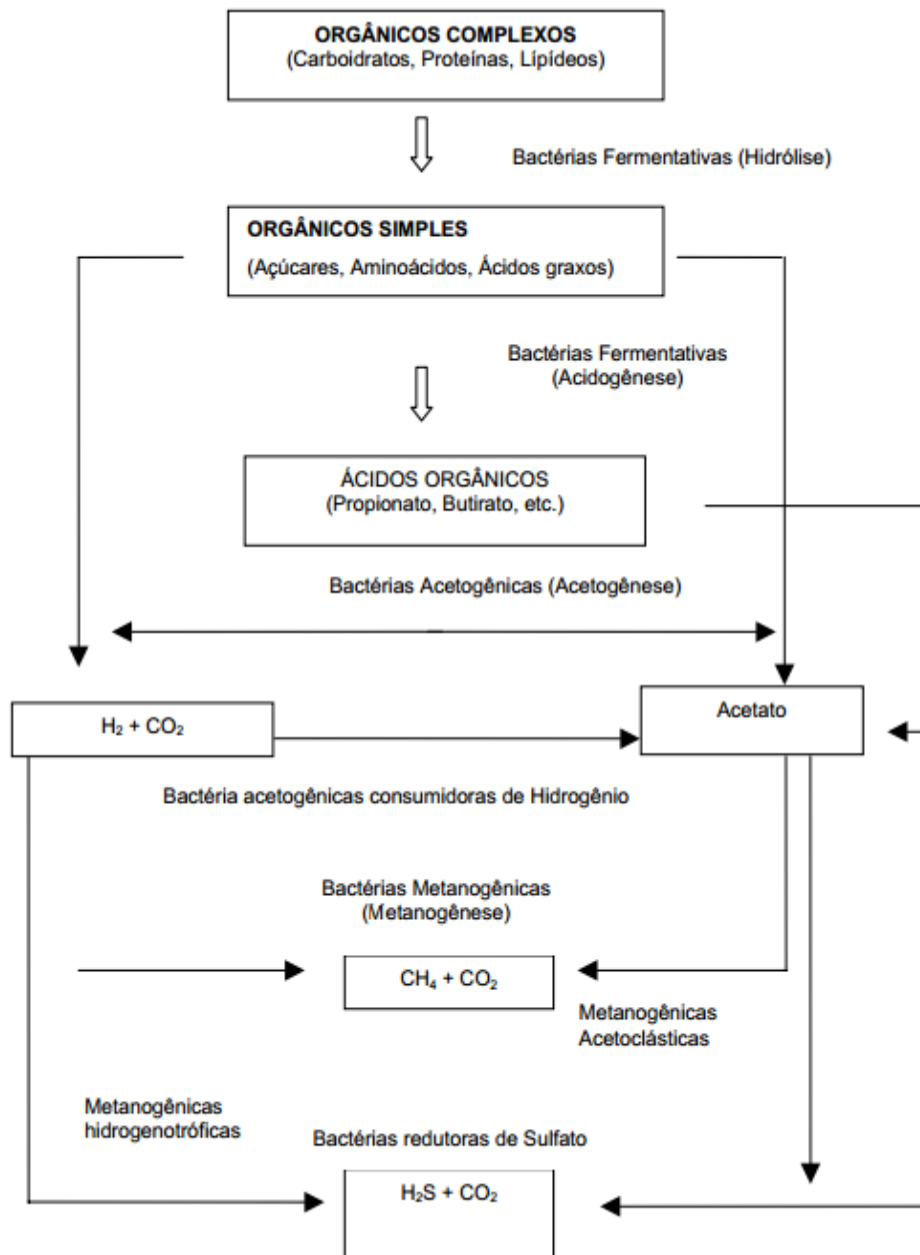 ORGÂNICOS COMPLEXOS
(Carboidratos, Proteínas, Lípídeos)
Bactérias Fermentativas (Hidrólise)
ORGÂNICOS SIMPLES
(Açúcares, Aminoácidos, Ácidos graxos)
Bactérias Fermentativas
(Acidogênese)
ÁCIDOS ORGÂNICOS
(Propionato, Butirato, etc.)
Bactérias Acetogênicas (Acetogênese)
H₂ + CO₂
Acetato
Bactéria acetogênicas consumidoras de Hidrogênio
Bactérias Metanogênicas
(Metanogênese)
CH₄ + CO₂
Metanogênicas
Acetoclásticas
Metanogênicas
hidrogenotróficas
Bactérias redutoras de Sulfato
H₂S + CO₂